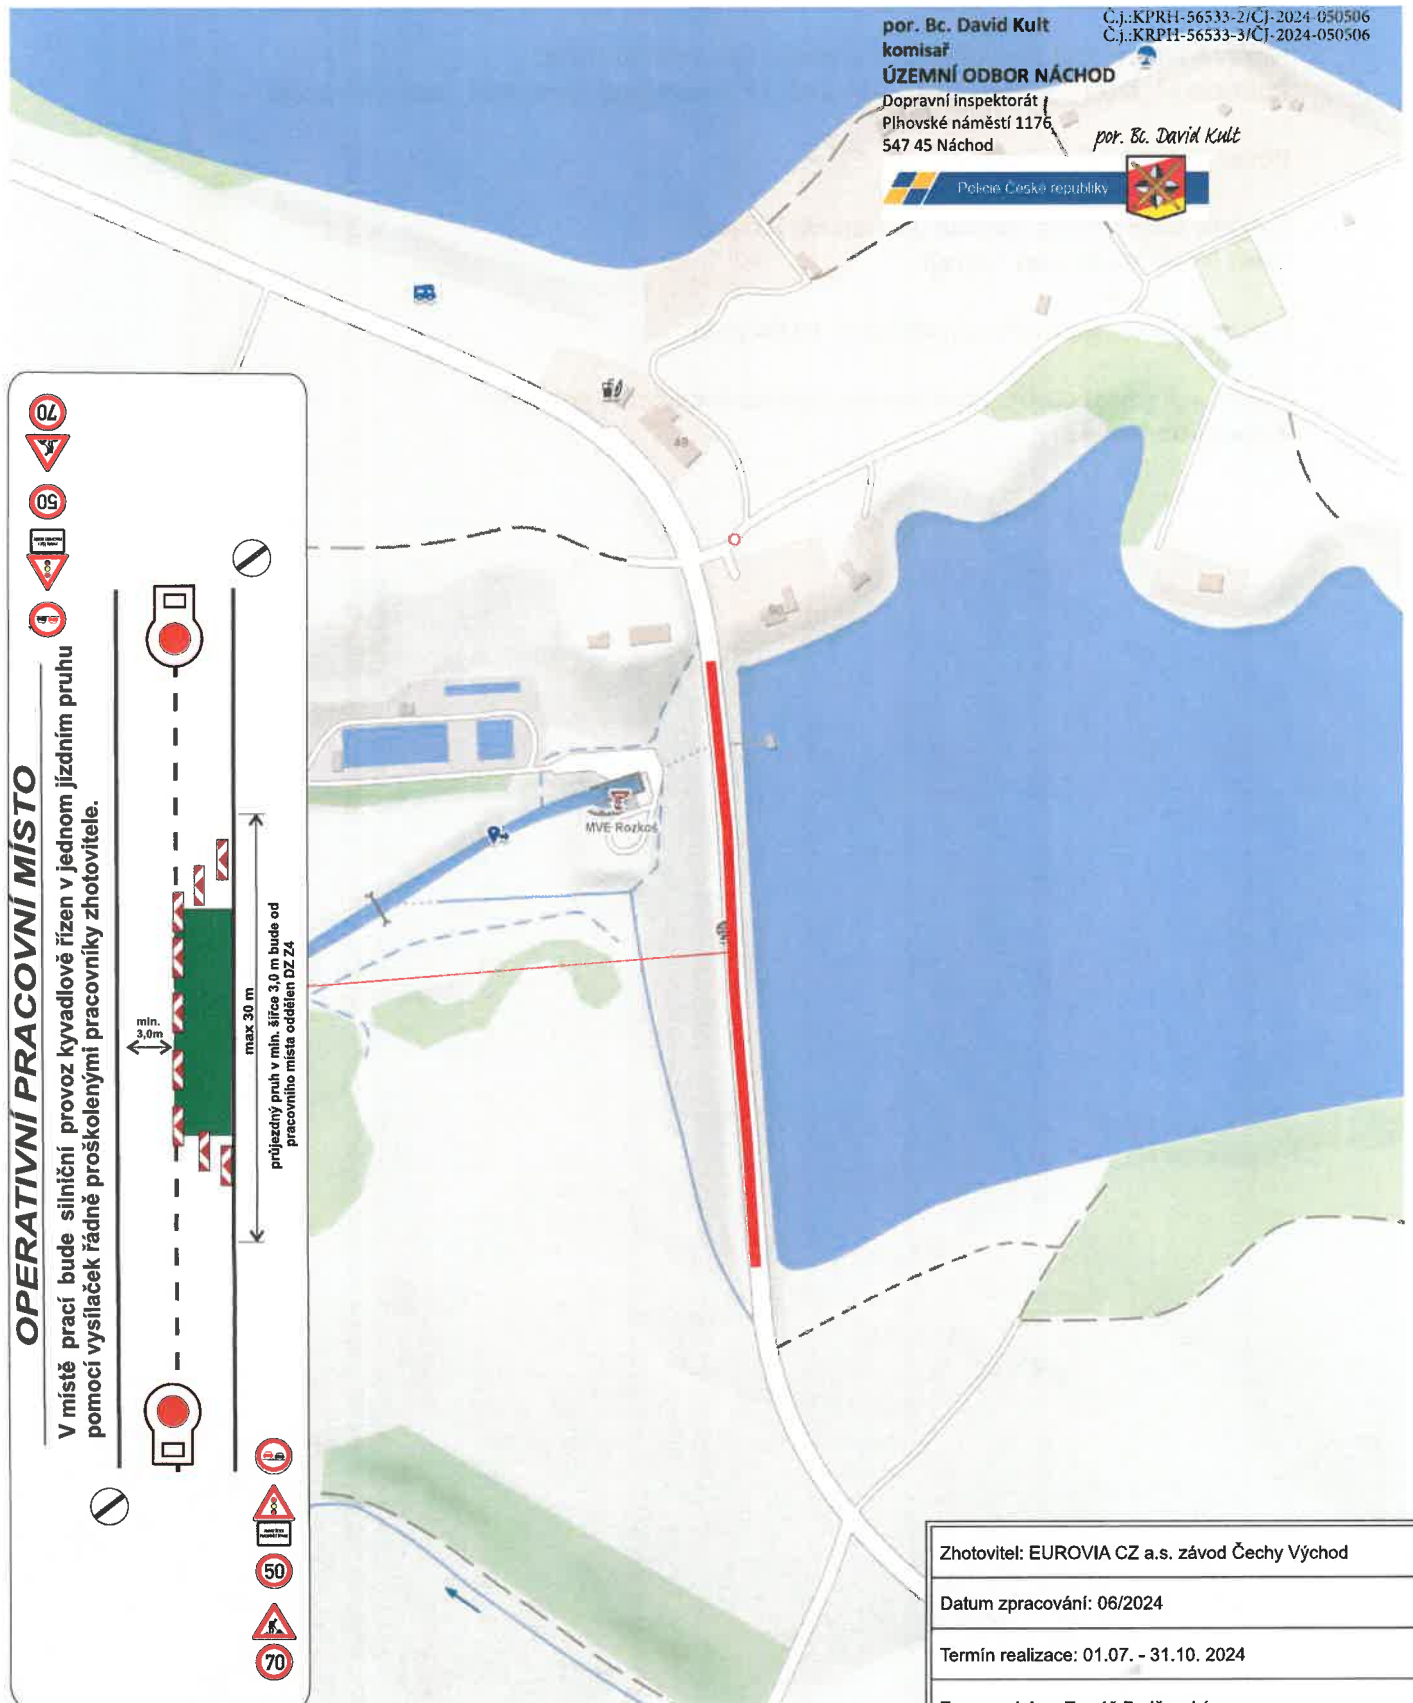 por. Bc. David Kult
komisař
ÚZEMNÍ ODBOR NÁCHOD
Dopravní inspektorát
Plhovské náměstí 1176
547 45 Náchod
Č.j.:KPRH-56533-2/ČJ-2024-050506
Č.j.:KRPH-56533-3/ČJ-2024-050506
por. Bc. David Kult
Policie České republiky
OPERATIVNÍ PRACOVNÍ MÍSTO
V místě prací bude silniční provoz kyvadlově řízen v jednom jízdním pruhu
pomocí vysílaček řádně proškolenými pracovníky zhotovitele.
70
50
min.
3,0m
max 30 m
průjezdný pruh v min. šířce 3,0 m bude od
pracovního místa oddělen DZ Z4
50
70
49
MVE Rozkoš
Zhotovitel: EUROVIA CZ a.s. závod Čechy Východ
Datum zpracování: 06/2024
Termín realizace: 01.07. - 31.10. 2024